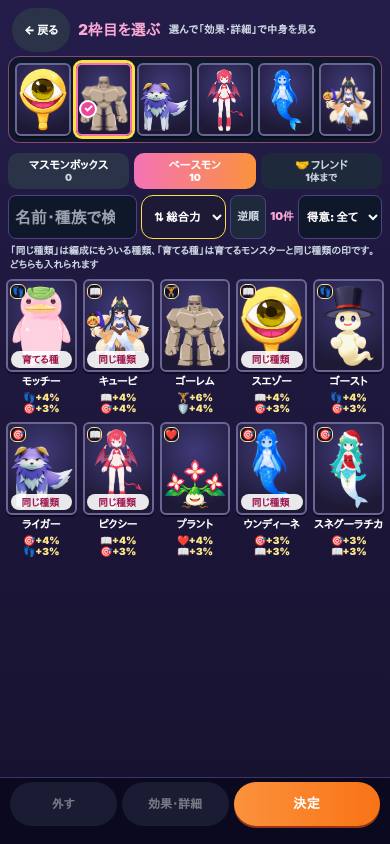 ← 戻る
2枠目を選ぶ 選んで「効果・詳細」で中身を見る
マスモンボックス
0
ベースモン
10
🤝 フレンド
1体まで
名前・種族で検
⇅ 総合力
逆順
10件
得意: 全て
「同じ種類」は編成にもういる種類、「育てる種」は育てるモンスターと同じ種類の印です。
どちらも入れられます
育てる種
同じ種類
同じ種類
モッチー
キュービ
ゴーレム
スエゾー
ゴースト
👣+4%
📖+4%
🏋+6%
🎯+3%
👣+4%
🎯+3%
🎯+4%
🛡+4%
📖+3%
🎯+3%
同じ種類
同じ種類
同じ種類
ライガー
ピクシー
プラント
ウンディーネ
スネグーラチカ
🎯+4%
📖+4%
❤️+4%
🎯+3%
🎯+3%
👣+3%
🎯+3%
📖+3%
📖+3%
📖+3%
外す
効果・詳細
決定